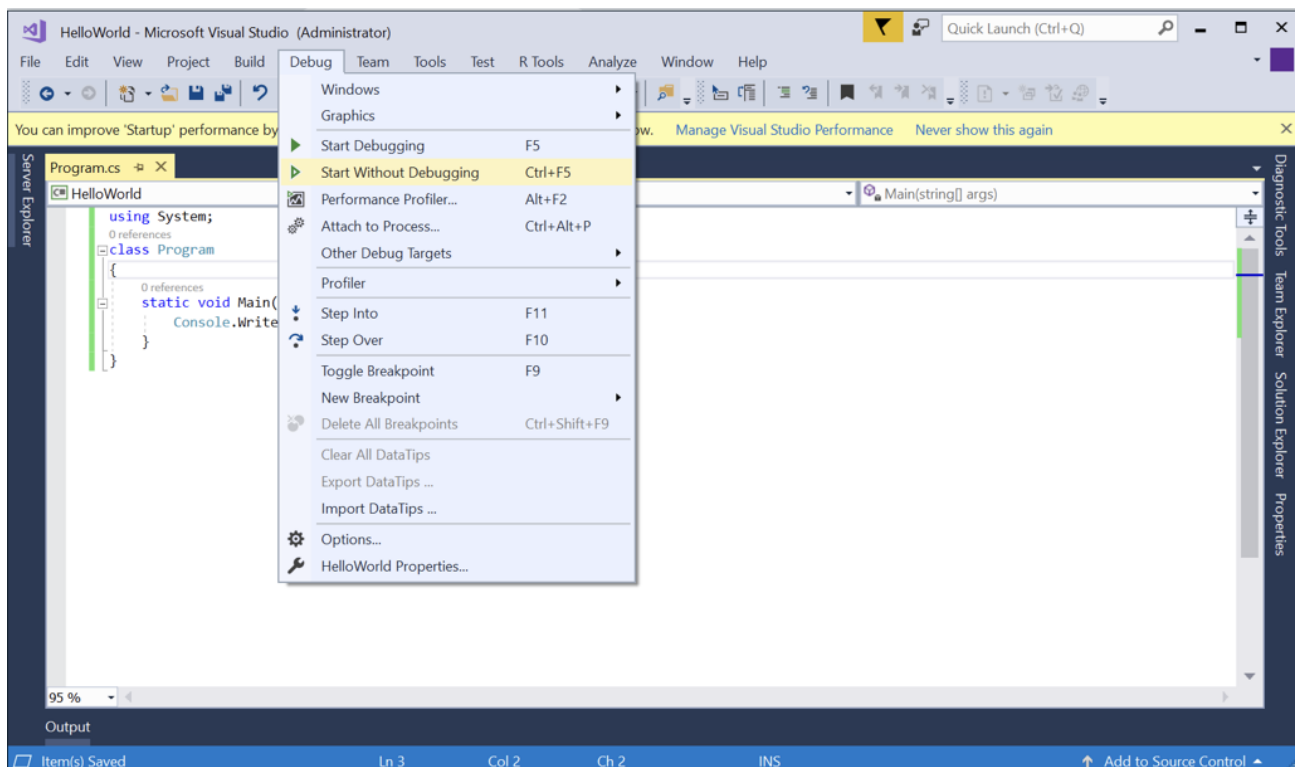 HelloWorld - Microsoft Visual Studio (Administrator)
Quick Launch (Ctrl+Q)
File Edit View Project Build Debug Team Tools Test R Tools Analyze Window Help
You can improve 'Startup' performance by
ow. Manage Visual Studio Performance Never show this again
Windows
Graphics
Start Debugging F5
Start Without Debugging Ctrl+F5
Performance Profiler... Alt+F2
Attach to Process... Ctrl+Alt+P
Other Debug Targets
Profiler
Step Into F11
Step Over F10
Toggle Breakpoint F9
New Breakpoint
Delete All Breakpoints Ctrl+Shift+F9
Clear All DataTips
Export DataTips ...
Import DataTips ...
Options...
HelloWorld Properties...
Server Explorer
Program.cs
C# HelloWorld
Main(string[] args)
using System;
0 references
class Program
{
0 references
static void Main(
Console.Write
}
}
Diagnostic Tools
Team Explorer
Solution Explorer
Properties
95 %
Output
Item(s) Saved Ln 3 Col 2 Ch 2 INS Add to Source Control